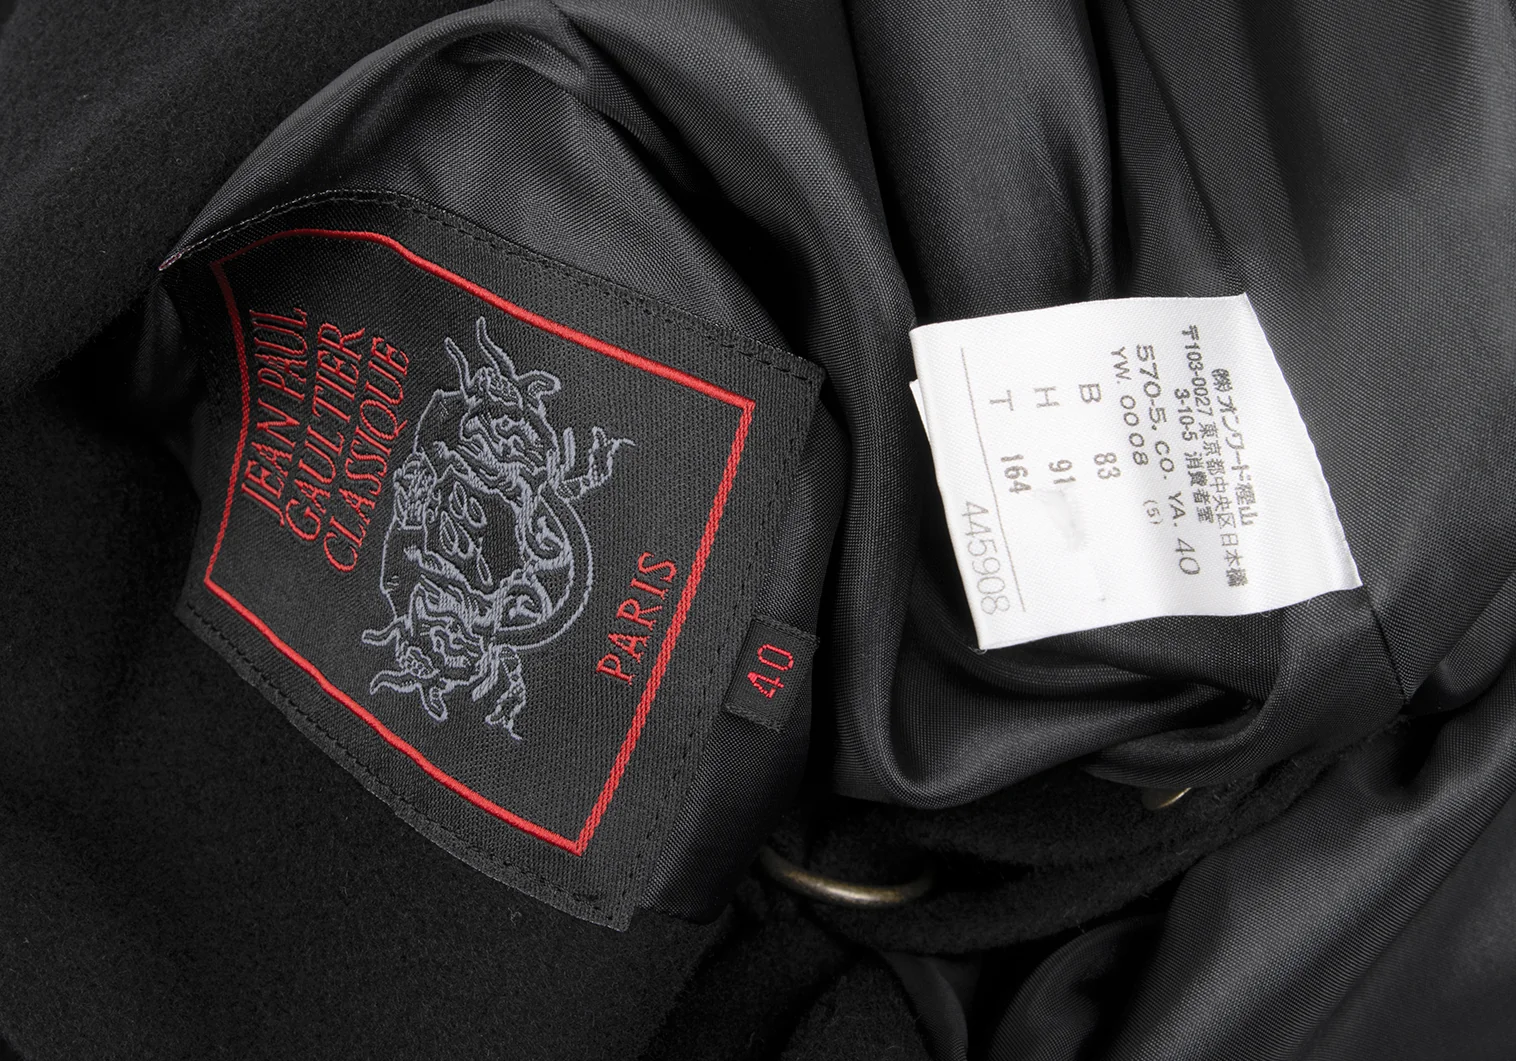 JEAN PAUL
GAULTIER
CLASSIQUE
PARIS
40
㈱オンワード樫山
〒103-0027 東京都中央区日本橋
3-10-5 消費者室
570-5. CO. YA. 40
YW. 0008 (5)
B 83
H 91
T 164
445908